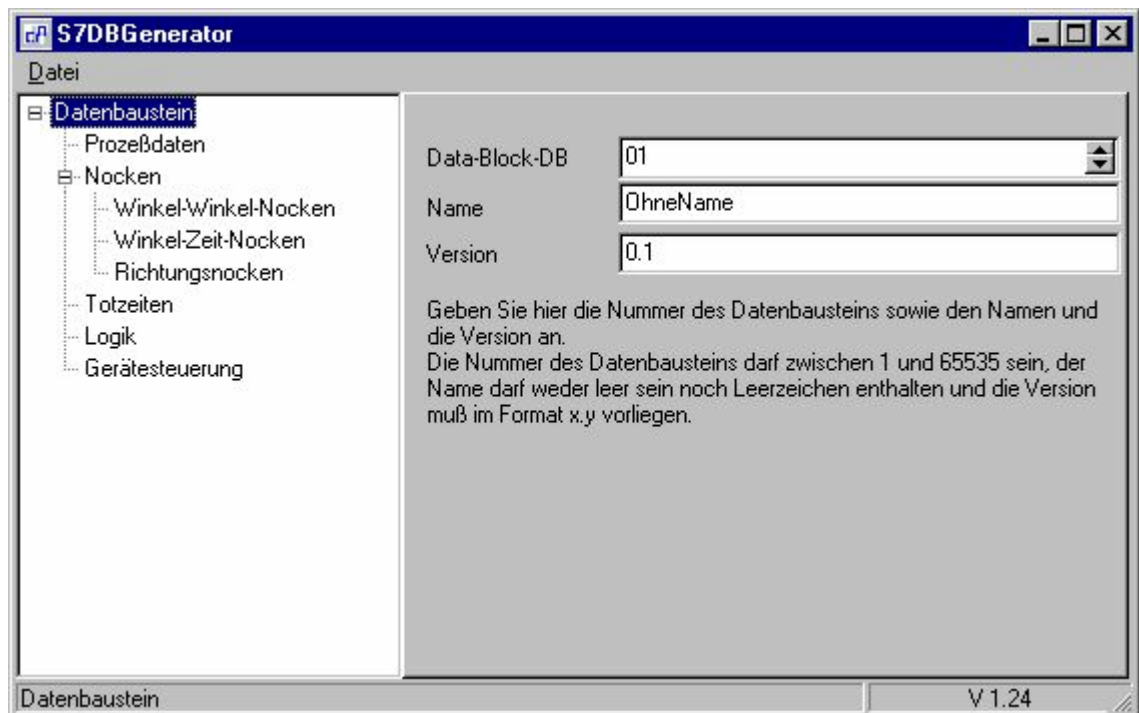 S7DBGenerator
Datei
Datenbaustein
Prozeßdaten
Nocken
Winkel-Winkel-Nocken
Winkel-Zeit-Nocken
Richtungsnocken
Totzeiten
Logik
Gerätesteuerung
Data-Block-DB 01
Name OhneName
Version 0.1
Geben Sie hier die Nummer des Datenbausteins sowie den Namen und
die Version an.
Die Nummer des Datenbausteins darf zwischen 1 und 65535 sein, der
Name darf weder leer sein noch Leerzeichen enthalten und die Version
muß im Format x.y vorliegen.
Datenbaustein V 1.24